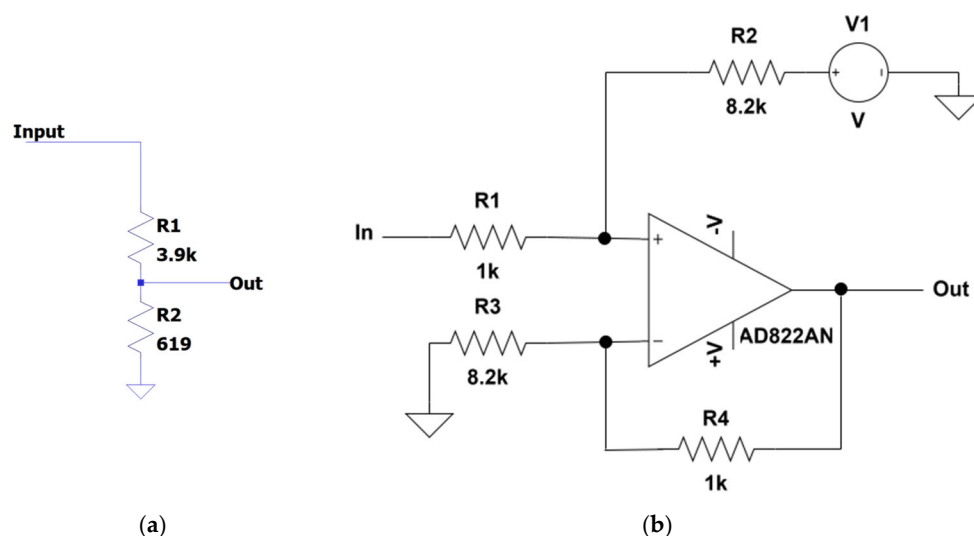 Input
R1
3.9k
Out
R2
619
V1
R2
+
-
8.2k
V
R1
In
+
-V
1k
Out
R3
−
+V
AD822AN
8.2k
R4
1k
(a)
(b)